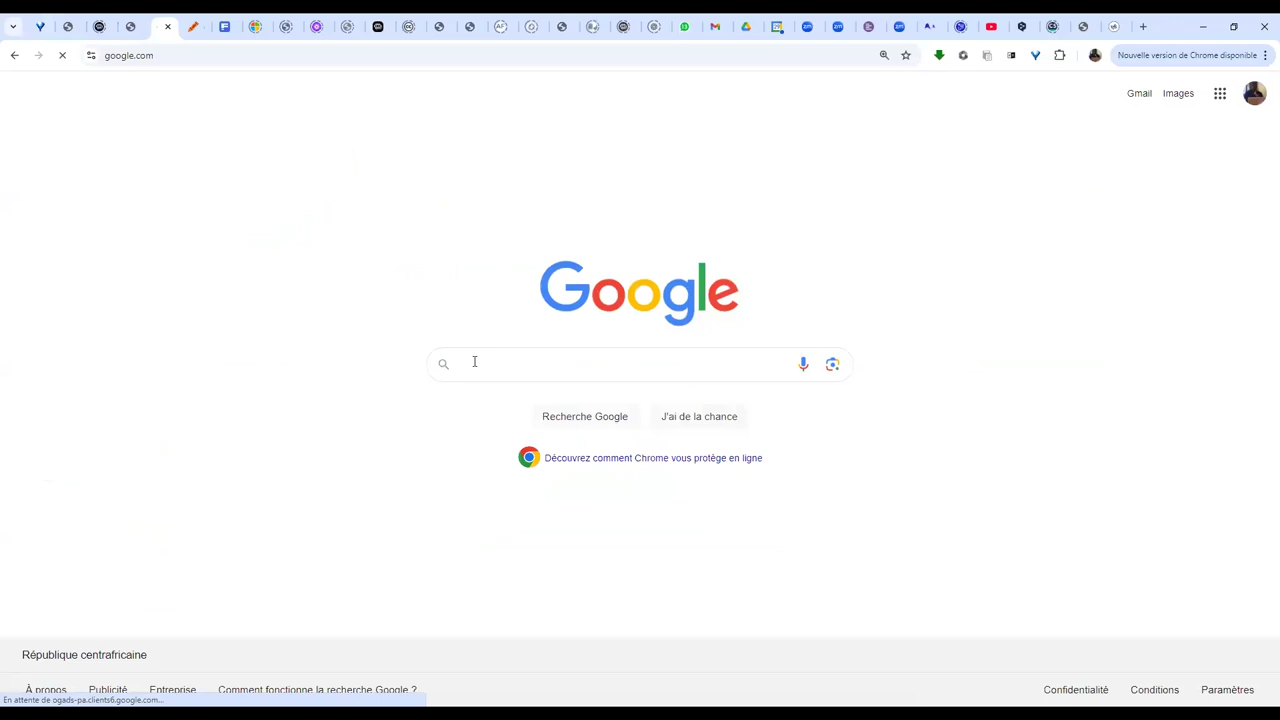 google.com
Nouvelle version de Chrome disponible
Gmail Images
Google
Recherche Google J'ai de la chance
Découvrez comment Chrome vous protège en ligne
République centrafricaine
À propos Publicité Entreprise Comment fonctionne la recherche Google ? Confidentialité Conditions Paramètres
En attente de ogads-pa.clients6.google.com...